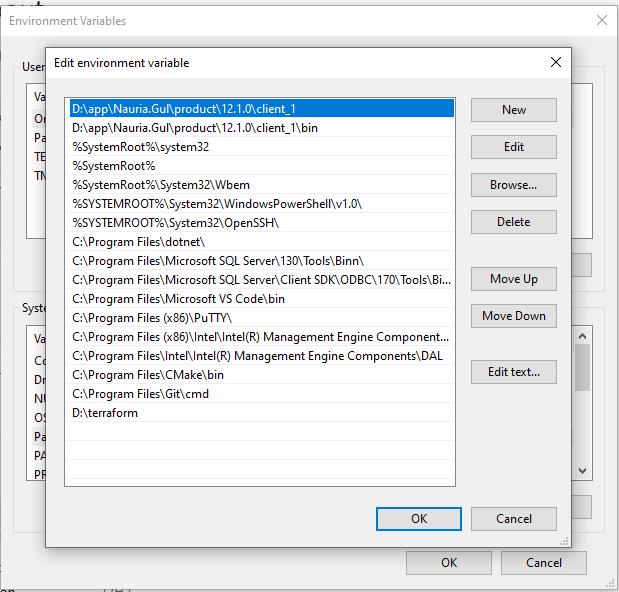 Environment Variables
Edit environment variable
User
Va
Or
Pa
TE
D:\app\Nauria.Gul\product\12.1.0\client_1
D:\app\Nauria.Gul\product\12.1.0\client_1\bin
%SystemRoot%\system32
%SystemRoot%
%SystemRoot%\System32\Wbem
%SYSTEMROOT%\System32\WindowsPowerShell\v1.0\
%SYSTEMROOT%\System32\OpenSSH\
C:\Program Files\dotnet\
C:\Program Files\Microsoft SQL Server\130\Tools\Binn\
C:\Program Files\Microsoft SQL Server\Client SDK\ODBC\170\Tools\Bi...
C:\Program Files\Microsoft VS Code\bin
C:\Program Files (x86)\PuTTY\
C:\Program Files (x86)\Intel\Intel(R) Management Engine Component...
C:\Program Files\Intel\Intel(R) Management Engine Components\DAL
C:\Program Files\CMake\bin
C:\Program Files\Git\cmd
D:\terraform
New
Edit
Browse...
Delete
Move Up
Move Down
Edit text...
Syste
Va
Co
Dr
OS
Pa
PA
PR
OK
Cancel
OK
Cancel